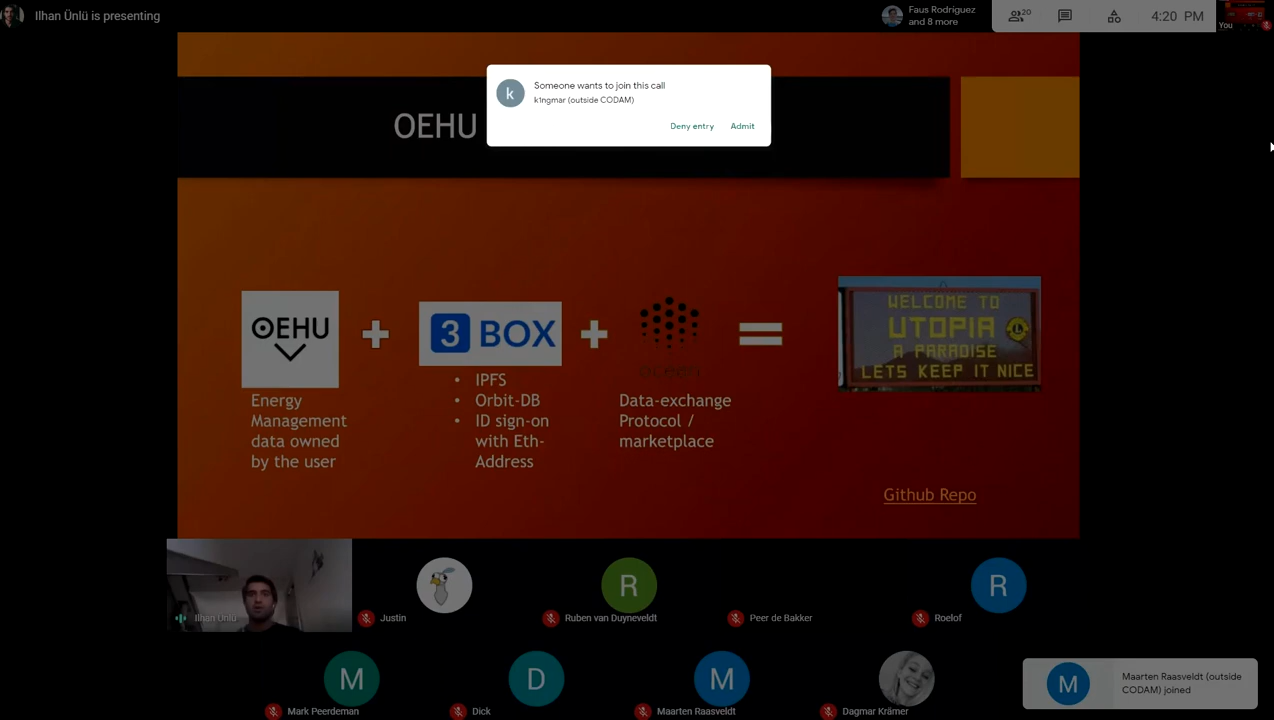 Ilhan Ünlü is presenting
Faus Rodriguez
and 8 more
20
4:20 PM
You
Someone wants to join this call
k
k1ngmar (outside CODAM)
Deny entry
Admit
OEHU
OEHU
+
3 BOX
+
ocean
=
WELCOME TO
UTOPIA
A PARADISE
LETS KEEP IT NICE
Energy
Management
data owned
by the user
• IPFS
• Orbit-DB
• ID sign-on
with Eth-
Address
Data-exchange
Protocol /
marketplace
Github Repo
Ilhan Ünlü
Justin
R
Ruben van Duyneveldt
Peer de Bakker
R
Roelof
M
Mark Peerdeman
D
Dick
M
Maarten Raasveldt
Dagmar Krämer
M
Maarten Raasveldt (outside
CODAM) joined